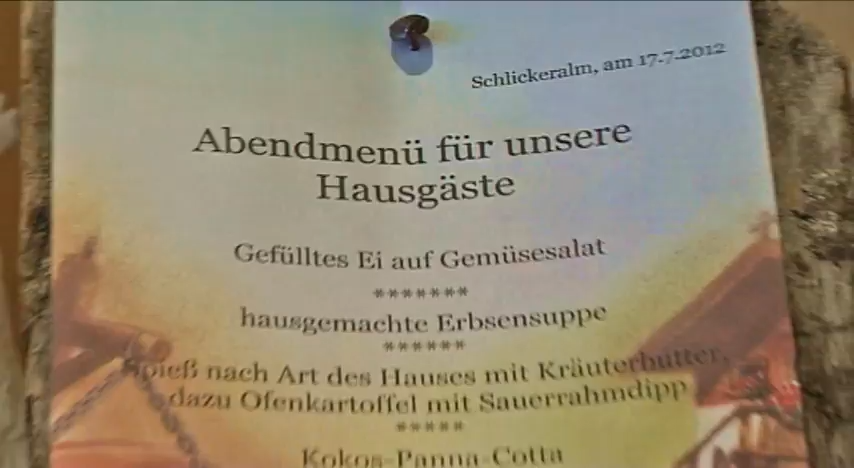 Schlickeralm, am 17.7.2012
Abendmenü für unsere
Hausgäste
Gefülltes Ei auf Gemüsesalat
*******
hausgemachte Erbsensuppe
******
Spieß nach Art des Hauses mit Kräuterbutter,
dazu Ofenkartoffel mit Sauerrahmdipp
*****
Kokos-Panna-Cotta